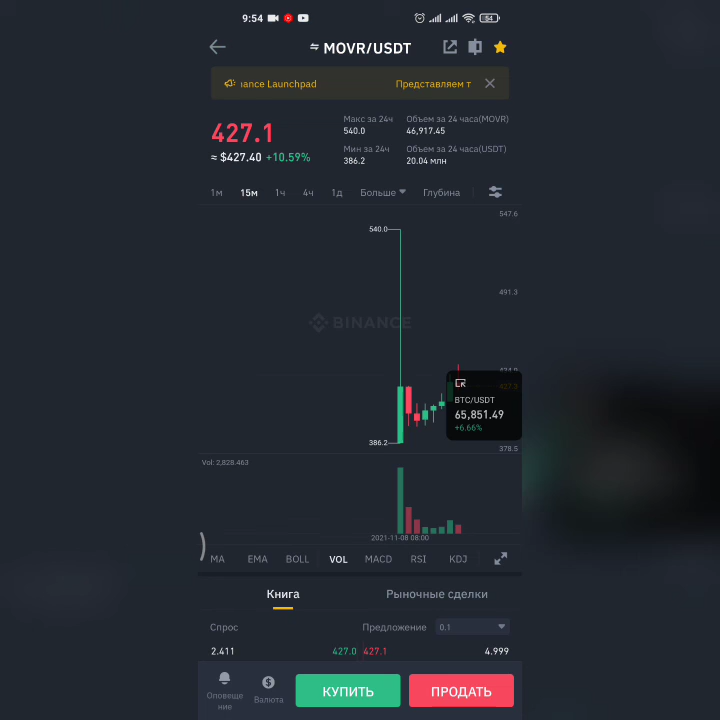 9:54
54
MOVR/USDT
iance Launchpad Представляем т
427.1
≈ $427.40 +10.59%
Макс за 24ч
540.0
Объем за 24 часа(MOVR)
46,917.45
Мин за 24ч
386.2
Объем за 24 часа(USDT)
20.04 млн
1м 15м 1ч 4ч 1д Больше Глубина
547.6
540.0
491.3
BINANCE
BTC/USDT
65,851.49
+6.66%
386.2
378.5
Vol: 2,828.463
2021-11-08 08:00
MA EMA BOLL VOL MACD RSI KDJ
Книга Рыночные сделки
Спрос Предложение 0.1
2.411 427.0 427.1 4.999
Оповеще
ние
Валюта
КУПИТЬ ПРОДАТЬ